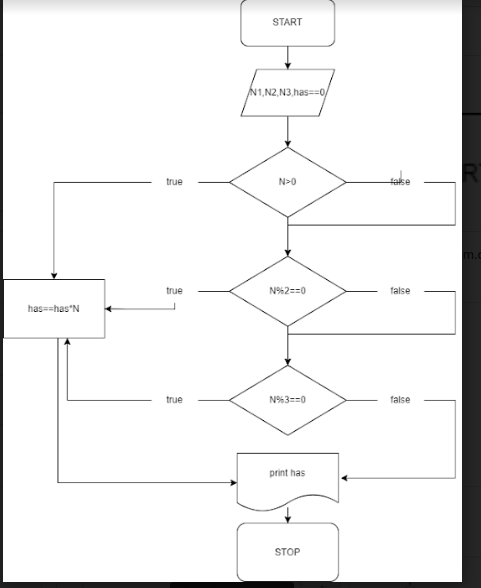 START
N1,N2,N3,has==0
N>0
true
false
N%2==0
true
false
has==has*N
N%3==0
true
false
print has
STOP